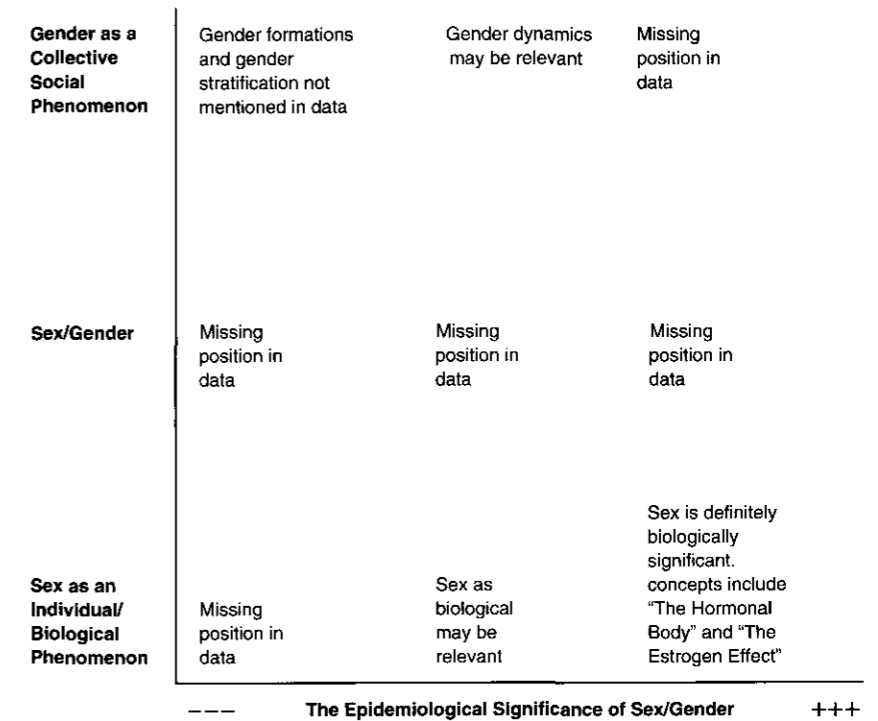 Gender as a
Collective
Social
Phenomenon
Gender formations
and gender
stratification not
mentioned in data
Gender dynamics
may be relevant
Missing
position in
data
Sex/Gender
Missing
position in
data
Missing
position in
data
Missing
position in
data
Sex as an
Individual/
Biological
Phenomenon
Missing
position in
data
Sex as
biological
may be
relevant
Sex is definitely
biologically
significant.
concepts include
“The Hormonal
Body” and “The
Estrogen Effect”
--- The Epidemiological Significance of Sex/Gender +++